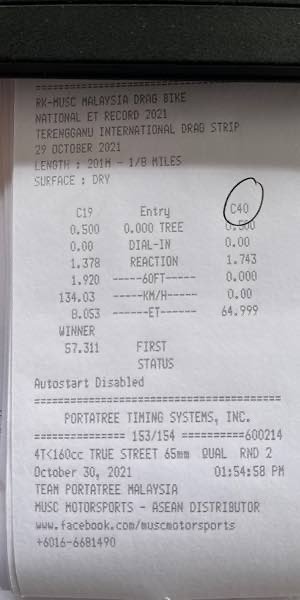 =========================================
RK-MUSC MALAYSIA DRAG BIKE
NATIONAL ET RECORD 2021
TERENGGANU INTERNATIONAL DRAG STRIP
29 OCTOBER 2021
LENGTH : 201M - 1/8 MILES
SURFACE : DRY
C19 Entry C40
0.500 0.000 TREE 0.500
0.00 DIAL-IN 0.00
1.378 REACTION 1.743
1.920 -----60FT----- 0.000
134.03 -----KM/H----- 0.00
8.053 ------ET------ 64.999
WINNER
57.311 FIRST
STATUS
Autostart Disabled
=========================================
PORTATREE TIMING SYSTEMS, INC.
=============== 153/154 ==========600214
4T<160cc TRUE STREET 65mm QUAL RND 2
October 30, 2021 01:54:58 PM
TEAM PORTATREE MALAYSIA
MUSC MOTORSPORTS - ASEAN DISTRIBUTOR
www.facebook.com/muscmotorsports
+6016-6681490